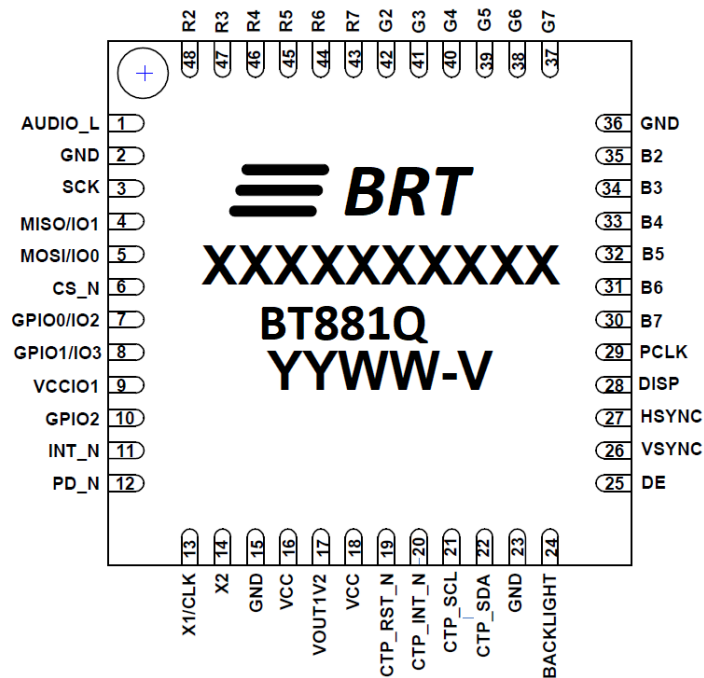 R2 R3 R4 R5 R6 R7 G2 G3 G4 G5 G6 G7
48 47 46 45 44 43 42 41 40 39 38 37
AUDIO_L 1 36 GND
GND 2 35 B2
SCK 3 34 B3
MISO/IO1 4 33 B4
MOSI/IO0 5 32 B5
CS_N 6 31 B6
GPIO0/IO2 7 30 B7
GPIO1/IO3 8 29 PCLK
VCCIO1 9 28 DISP
GPIO2 10 27 HSYNC
INT_N 11 26 VSYNC
PD_N 12 25 DE
BRT
XXXXXXXXXX
BT881Q
YYWW-V
13 14 15 16 17 18 19 20 21 22 23 24
X1/CLK X2 GND VCC VOUT1V2 VCC CTP_RST_N CTP_INT_N CTP_SCL CTP_SDA GND BACKLIGHT